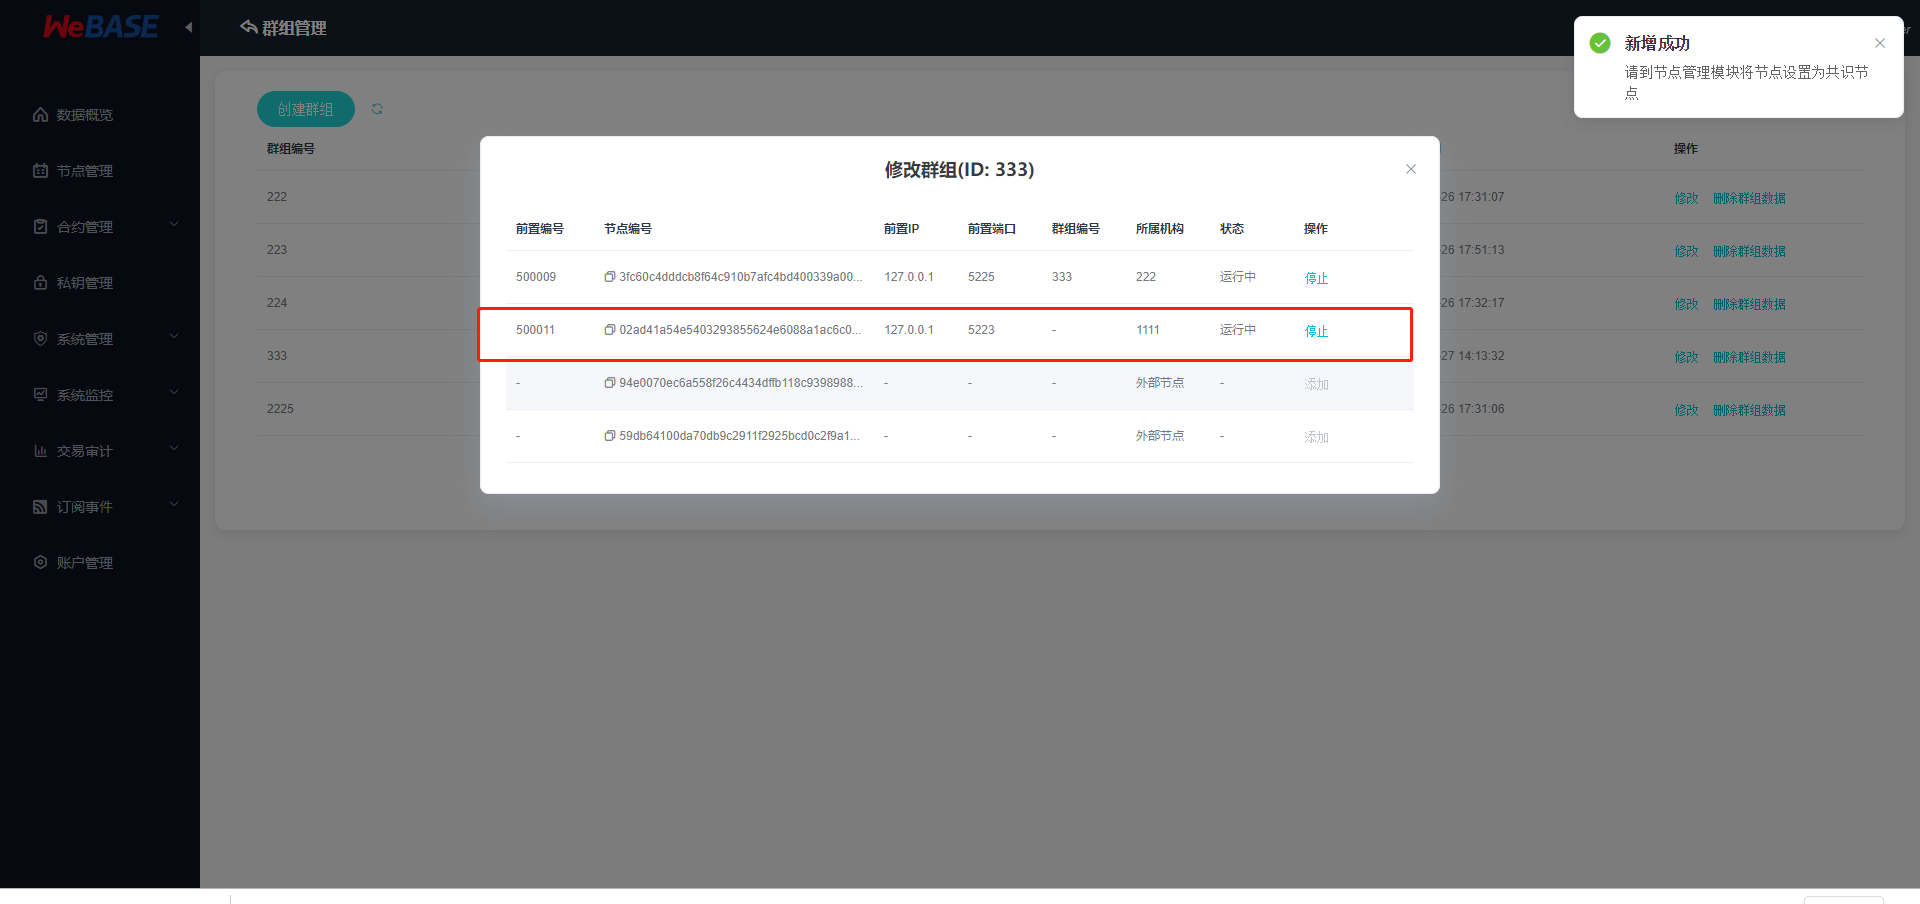 WeBASE
群组管理
新增成功
请到节点管理模块将节点设置为共识节
点
数据概览
节点管理
合约管理
私钥管理
系统管理
系统监控
交易审计
订阅事件
账户管理
创建群组
群组编号
操作
222
26 17:31:07
修改
删除群组数据
223
26 17:51:13
修改
删除群组数据
224
26 17:32:17
修改
删除群组数据
333
27 14:13:32
修改
删除群组数据
2225
26 17:31:06
修改
删除群组数据
修改群组(ID: 333)
前置编号 节点编号 前置IP 前置端口 群组编号 所属机构 状态 操作
500009 3fc60c4dddcb8f64c910b7afc4bd400339a00... 127.0.0.1 5225 333 222 运行中 停止
500011 02ad41a54e5403293855624e6088a1ac6c0... 127.0.0.1 5223 - 1111 运行中 停止
- 94e0070ec6a558f26c4434dffb118c9398988... - - - 外部节点 - 添加
- 59db64100da70db9c2911f2925bcd0c2f9a1... - - - 外部节点 - 添加